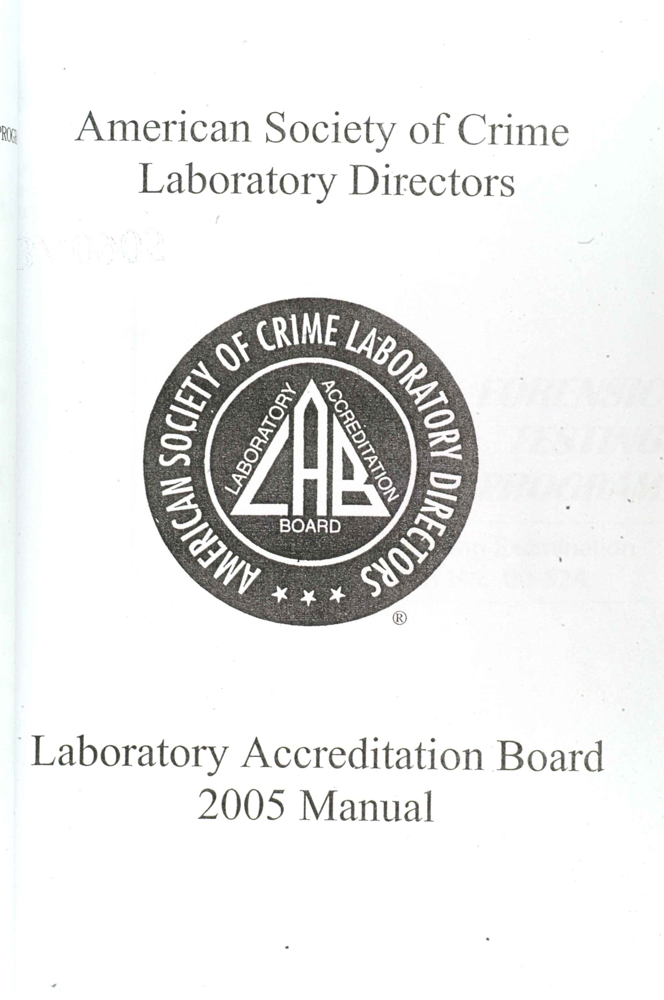 American Society of Crime
Laboratory Directors
AMERICAN SOCIETY OF CRIME LABORATORY DIRECTORS
LABORATORY
ACCREDITATION
LAB
BOARD
®
Laboratory Accreditation Board
2005 Manual